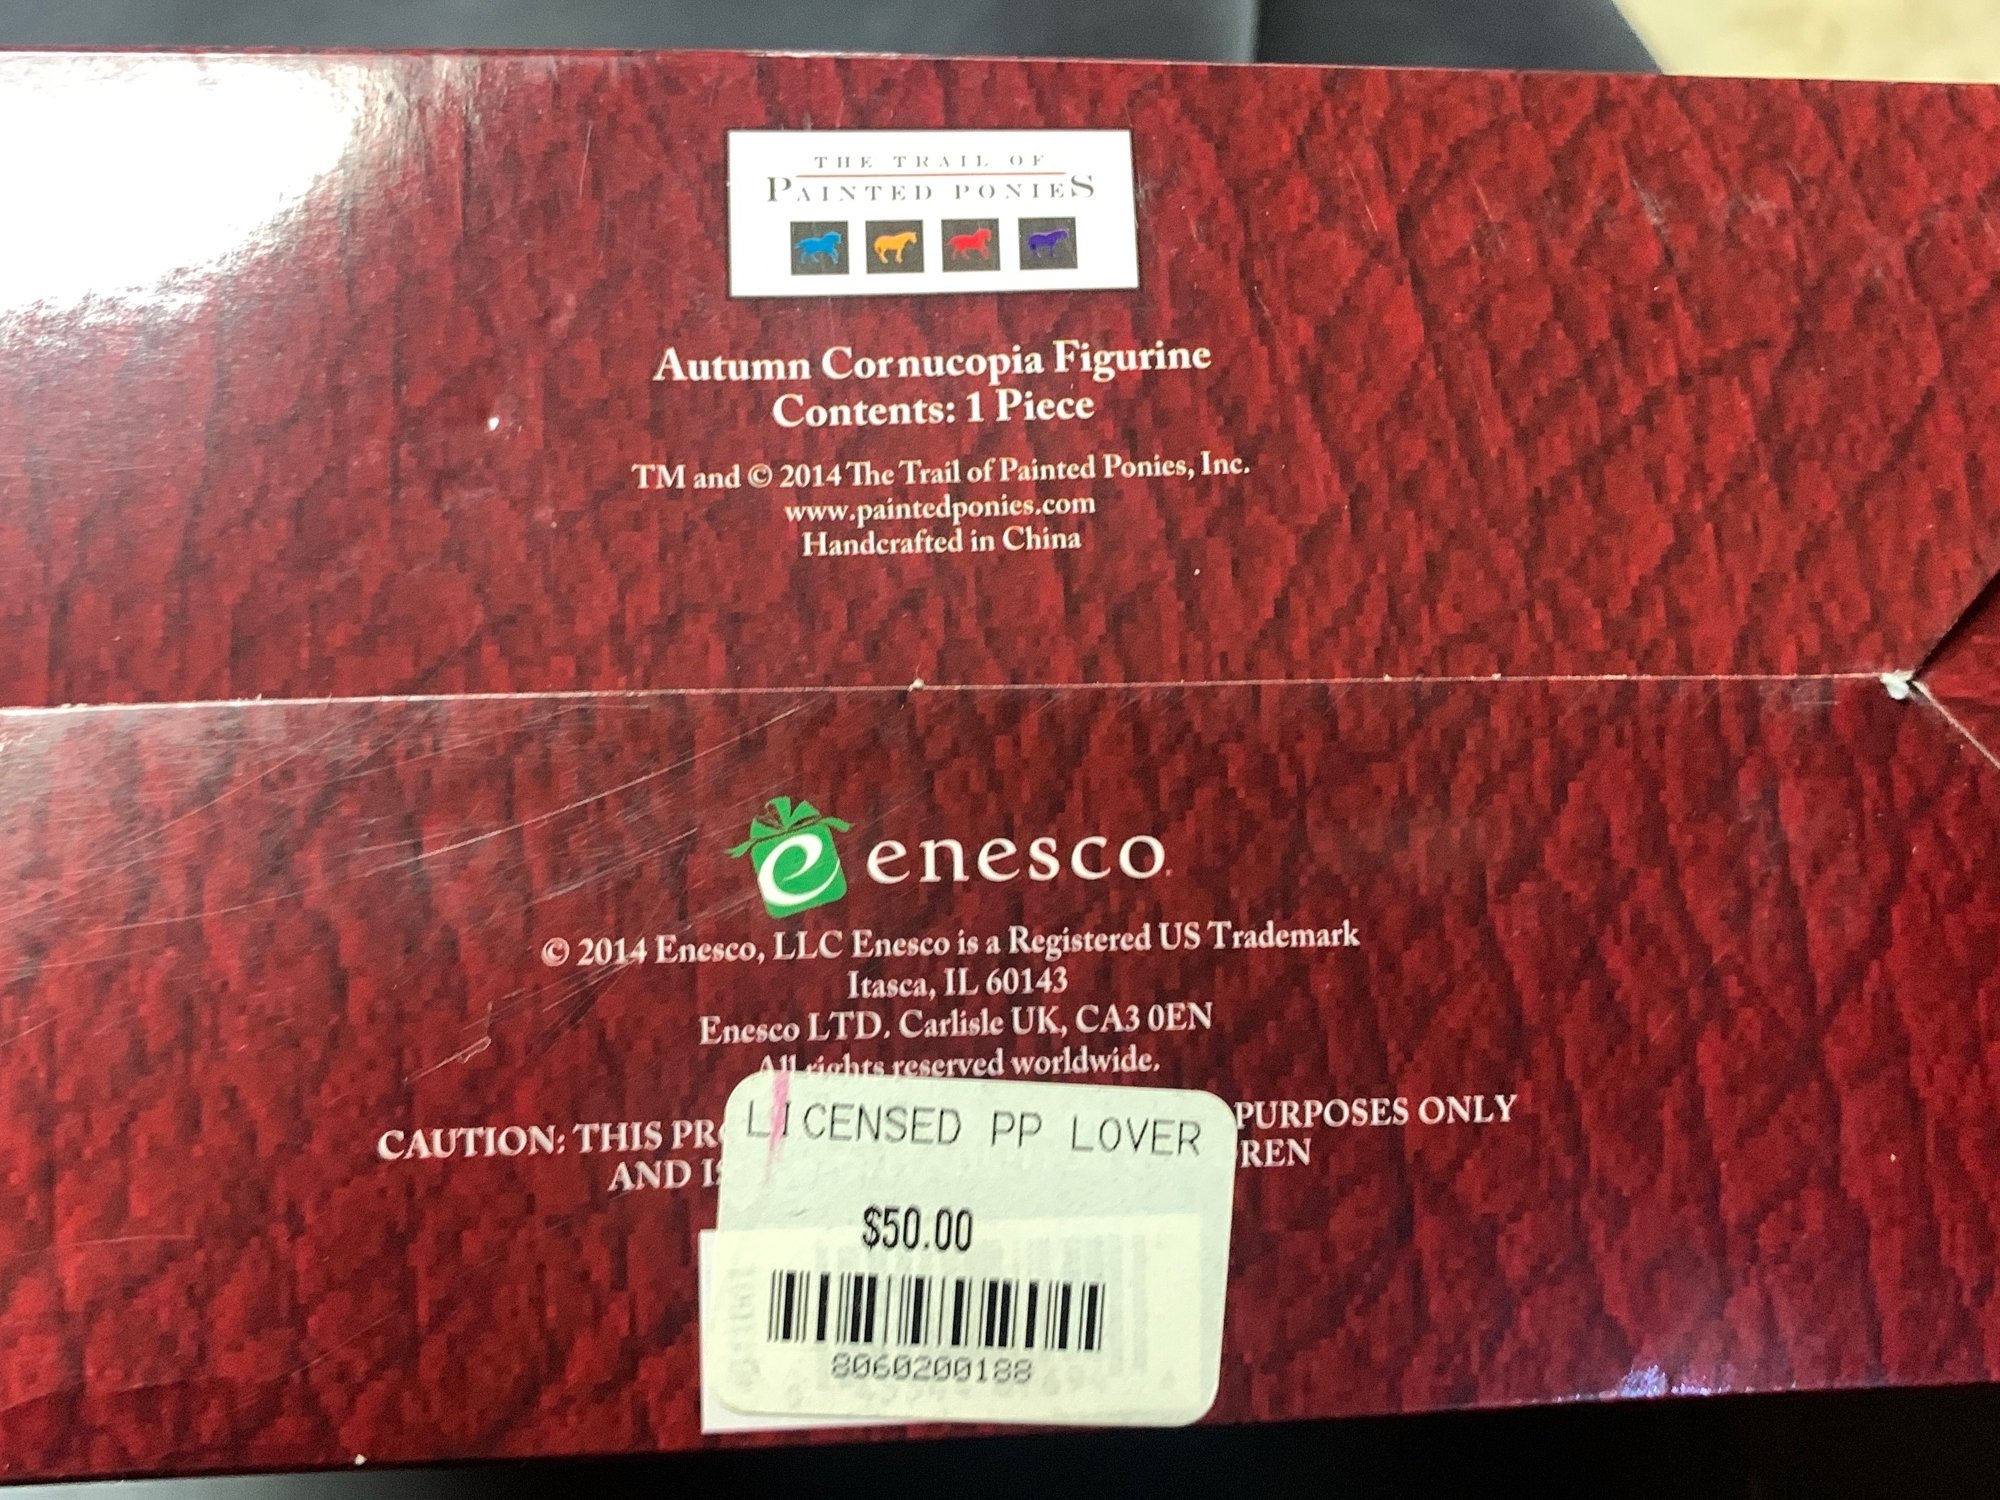 THE TRAIL OF
PAINTED PONIES
Autumn Cornucopia Figurine
Contents: 1 Piece
TM and © 2014 The Trail of Painted Ponies, Inc.
www.paintedponies.com
Handcrafted in China
e enesco.
© 2014 Enesco, LLC Enesco is a Registered US Trademark
Itasca, IL 60143
Enesco LTD. Carlisle UK, CA3 0EN
All rights reserved worldwide.
CAUTION: THIS PURPOSES ONLY
AND
LICENSED PP LOVER
$50.00
8060200188